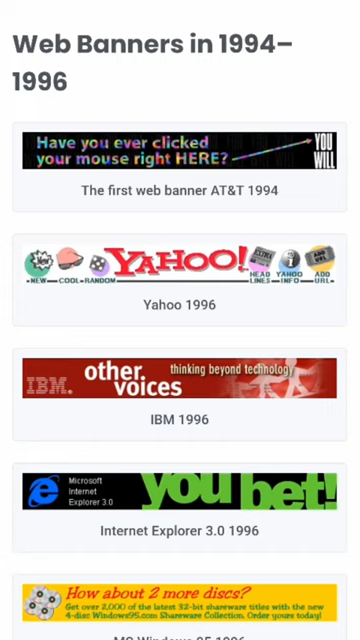 Web Banners in 1994–
1996
Have you ever clicked
your mouse right HERE?
YOU
WILL
The first web banner AT&T 1994
YAHOO!
NEW COOL RANDOM
HEAD LINES
YAHOO INFO
ADD URL
Yahoo 1996
IBM.
other
voices
thinking beyond technology
IBM 1996
Microsoft
Internet
Explorer 3.0
you bet!
Internet Explorer 3.0 1996
How about 2 more discs?
Get over 2,000 of the latest 32-bit shareware titles with the new
4-disc Windows95.com Shareware Collection. Order yours today!
MS Windows 95 1996